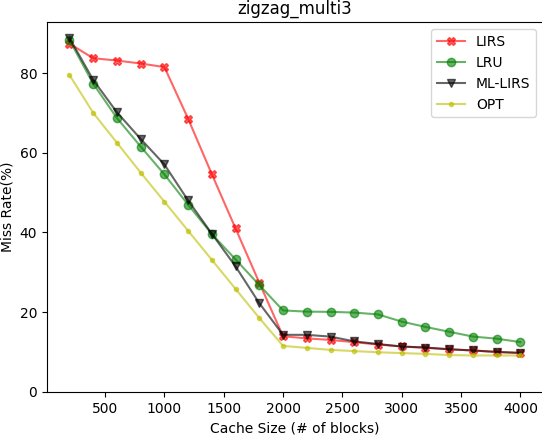 zigzag_multi3
LIRS
LRU
ML-LIRS
OPT
Miss Rate(%)
80
60
40
20
0
500 1000 1500 2000 2500 3000 3500 4000
Cache Size (# of blocks)